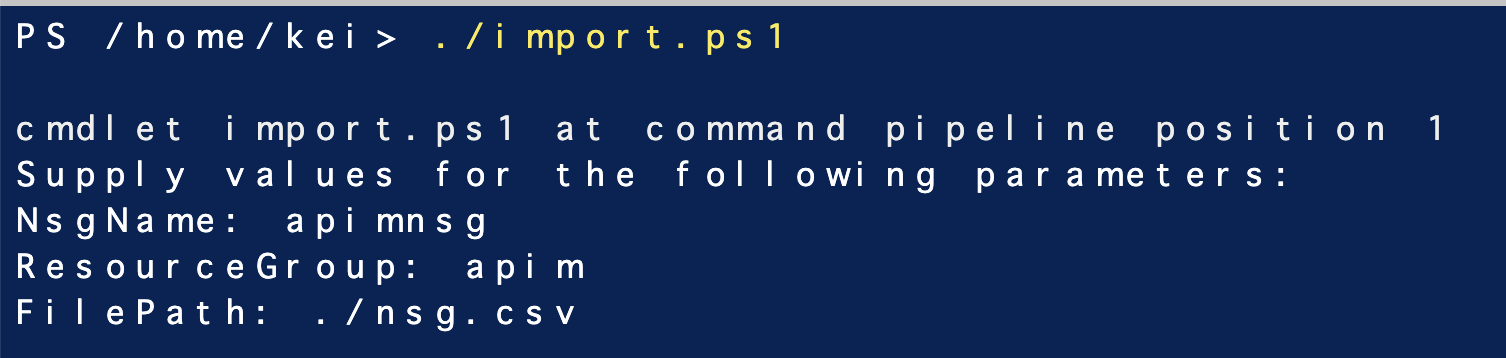 PS /home/kei> ./import.ps1
cmdlet import.ps1 at command pipeline position 1
Supply values for the following parameters:
NsgName: apimnsg
ResourceGroup: apim
FilePath: ./nsg.csv